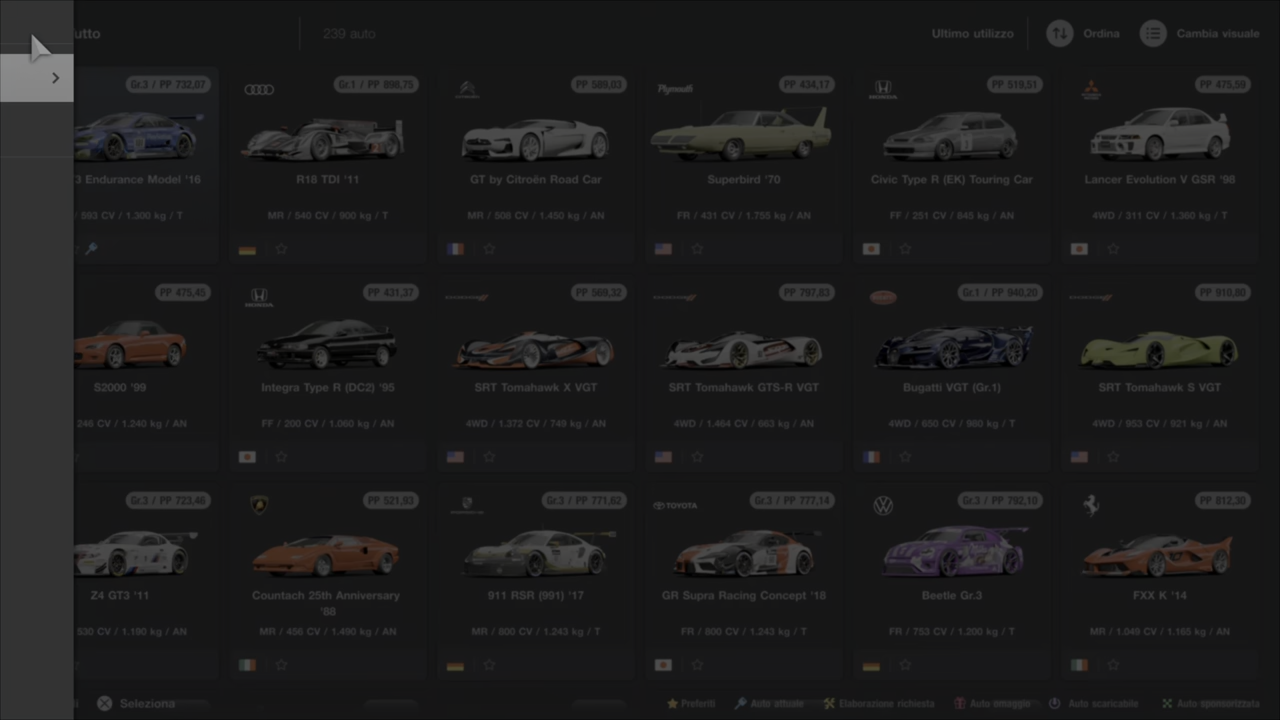 utto
239 auto
Ultimo utilizzo
Ordina
Cambia visuale
Gr.3 / PP 732,07
3 Endurance Model '16
/ 593 CV / 1.300 kg / T
Gr.1 / PP 898,75
R18 TDI '11
MR / 540 CV / 900 kg / T
PP 589,03
GT by Citroën Road Car
MR / 508 CV / 1.450 kg / AN
Plymouth
PP 434,17
Superbird '70
FR / 431 CV / 1.755 kg / AN
HONDA
PP 519,51
Civic Type R (EK) Touring Car
FF / 251 CV / 845 kg / AN
PP 475,59
Lancer Evolution V GSR '98
4WD / 311 CV / 1.360 kg / T
PP 475,45
S2000 '99
246 CV / 1.240 kg / AN
HONDA
PP 431,37
Integra Type R (DC2) '95
FF / 200 CV / 1.060 kg / AN
PP 569,32
SRT Tomahawk X VGT
4WD / 1.372 CV / 749 kg / AN
PP 797,83
SRT Tomahawk GTS-R VGT
4WD / 1.464 CV / 663 kg / AN
Gr.1 / PP 940,20
Bugatti VGT (Gr.1)
4WD / 650 CV / 960 kg / T
PP 910,80
SRT Tomahawk S VGT
4WD / 953 CV / 921 kg / AN
Gr.3 / PP 723,46
Z4 GT3 '11
530 CV / 1.190 kg / AN
PP 521,93
Countach 25th Anniversary
'88
MR / 456 CV / 1.490 kg / AN
Gr.3 / PP 771,62
911 RSR (991) '17
MR / 800 CV / 1.243 kg / T
TOYOTA
Gr.3 / PP 777,14
GR Supra Racing Concept '18
FR / 800 CV / 1.243 kg / T
Gr.3 / PP 792,10
Beetle Gr.3
FR / 753 CV / 1.200 kg / T
PP 812,30
FXX K '14
MR / 1.049 CV / 1.165 kg / AN
Seleziona
Preferiti
Auto attuale
Elaborazione richiesta
Auto omaggio
Auto scaricabile
Auto sponsorizzata